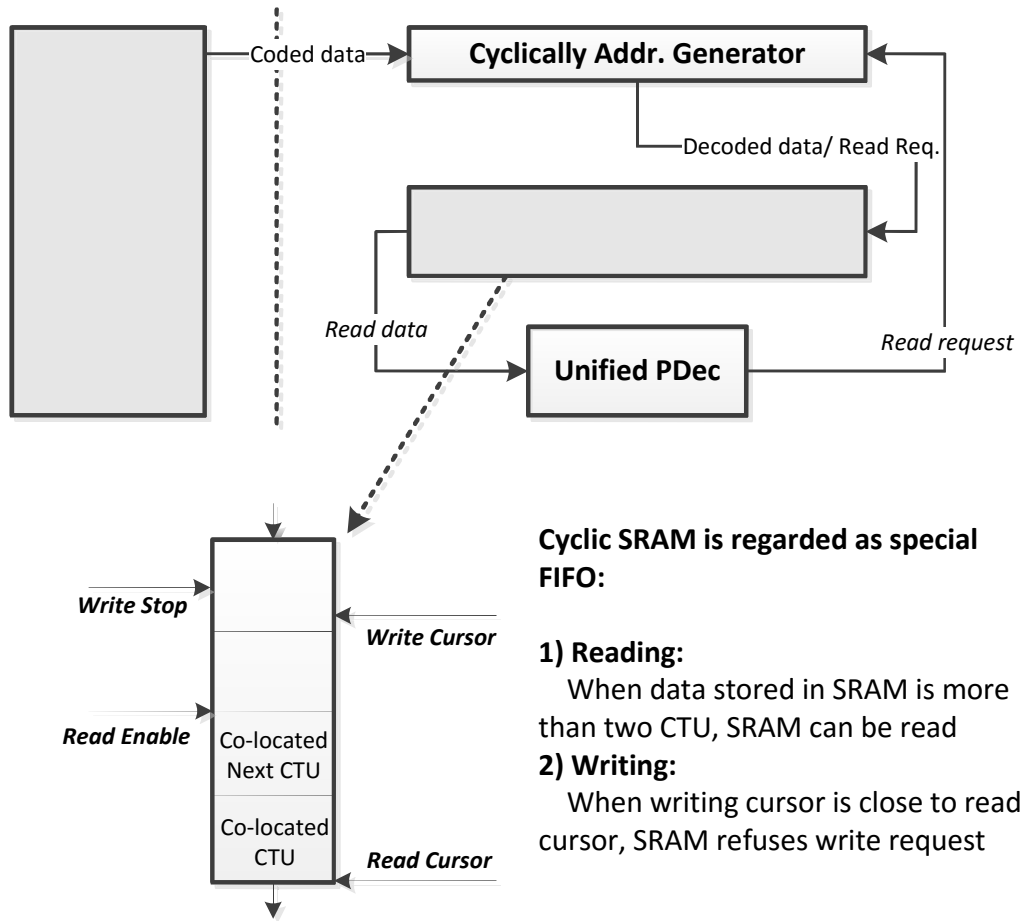 Coded data
Cyclically Addr. Generator
Decoded data/ Read Req.
Read data
Read request
Unified PDec
Cyclic SRAM is regarded as special
FIFO:
Write Stop
Write Cursor
1) Reading:
When data stored in SRAM is more
than two CTU, SRAM can be read
Read Enable
Co-located
Next CTU
2) Writing:
When writing cursor is close to read
cursor, SRAM refuses write request
Co-located
CTU
Read Cursor